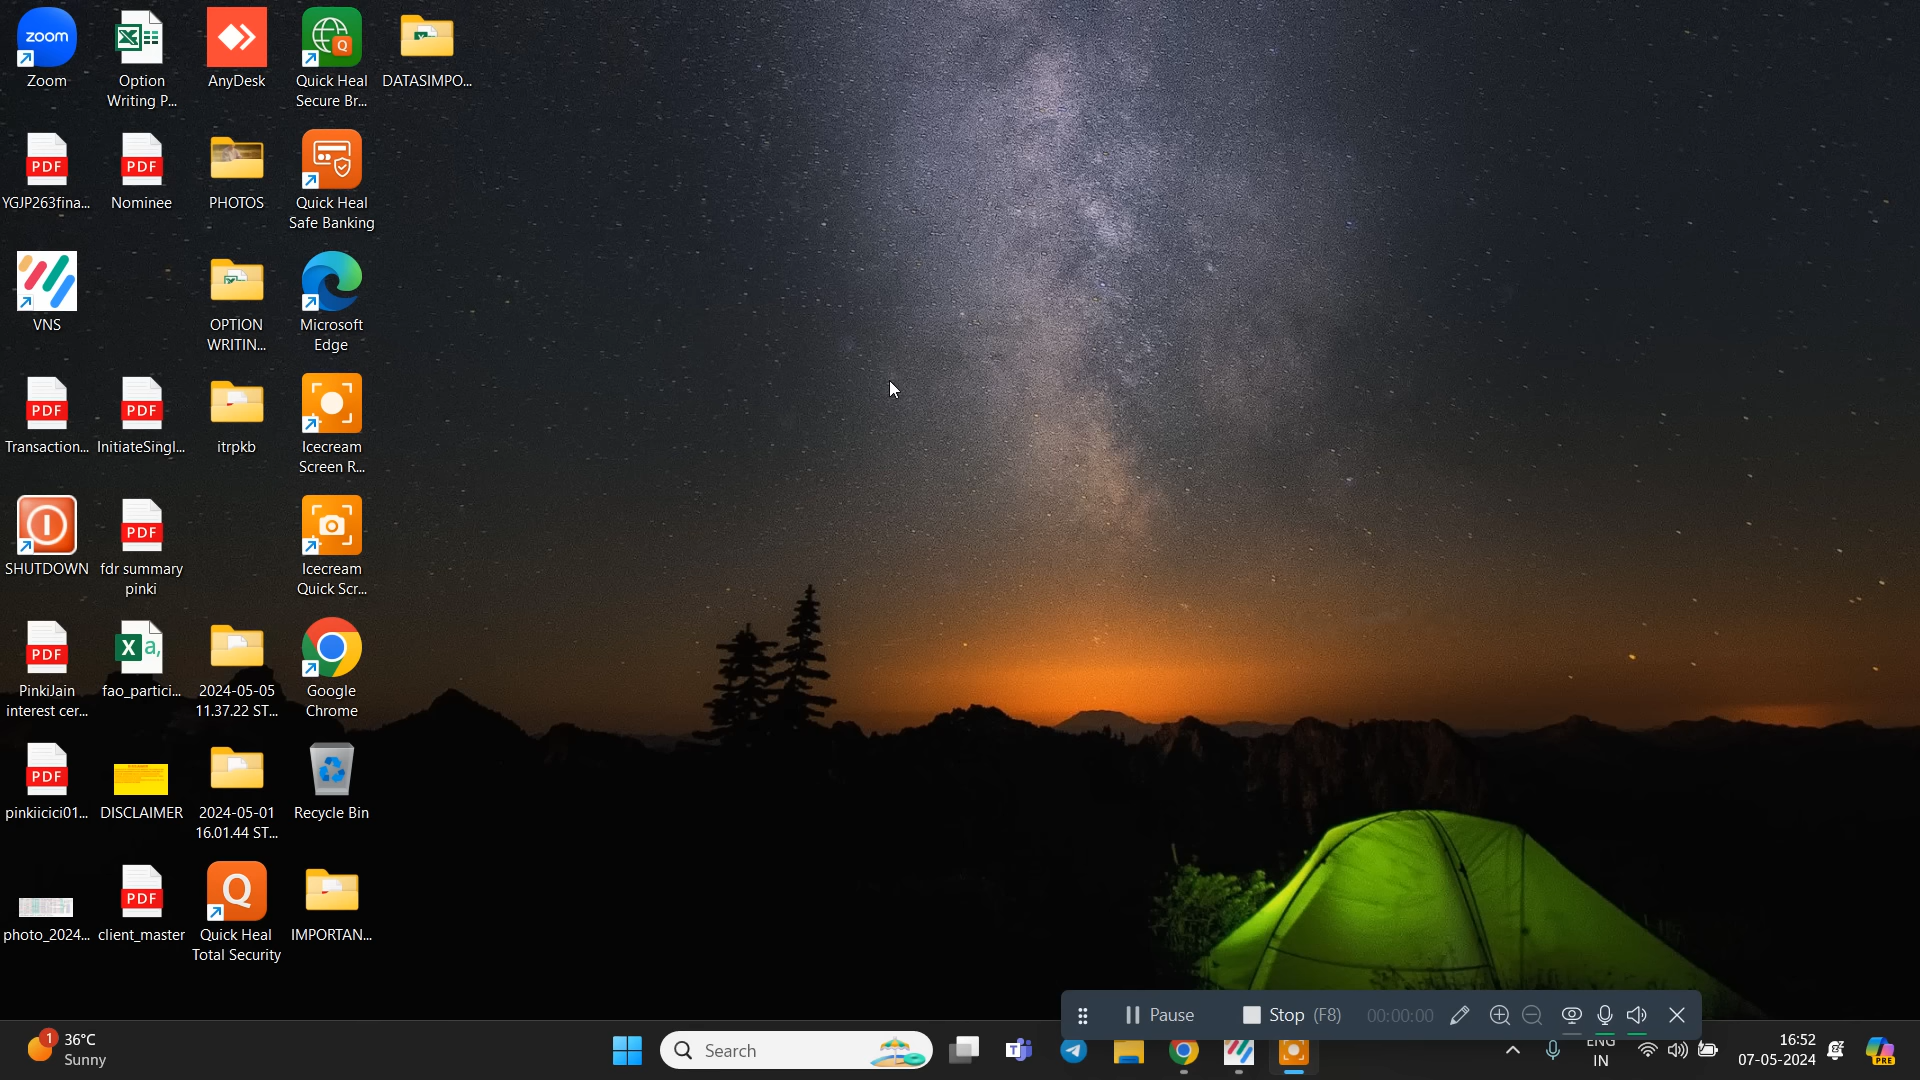 zoom
Zoom
Option
Writing P...
AnyDesk
Q
Quick Heal
Secure Br...
DATASIMPO...
PDF
YGJP263fina...
PDF
Nominee
PHOTOS
Quick Heal
Safe Banking
VNS
OPTION
WRITIN...
Microsoft
Edge
PDF
Transaction...
PDF
InitiateSingl...
itrpkb
Icecream
Screen R...
SHUTDOWN
PDF
fdr summary
pinki
Icecream
Quick Scr...
PDF
PinkiJain
interest cer...
X a,
fao_partici...
2024-05-05
11.37.22 ST...
Google
Chrome
PDF
pinkiicici01...
DISCLAIMER
2024-05-01
16.01.44 ST...
Recycle Bin
photo_2024...
PDF
client_master
Q
Quick Heal
Total Security
IMPORTAN...
Pause
Stop (F8)
00:00:00
1
36°C
Sunny
Search
ENG
IN
16:52
07-05-2024
PRE